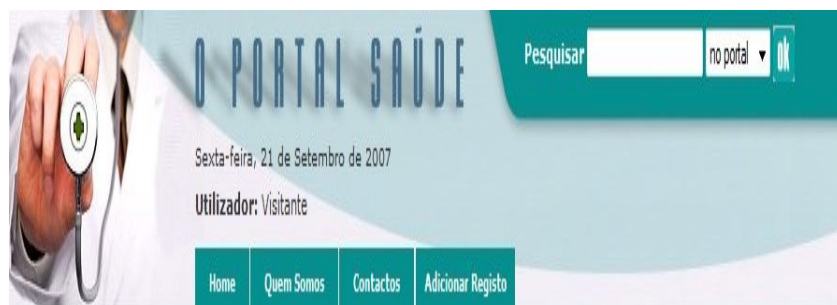 O PORTAL SAÚDE
Pesquisar no portal ok
Sexta-feira, 21 de Setembro de 2007
Utilizador: Visitante
Home Quem Somos Contactos Adicionar Registo